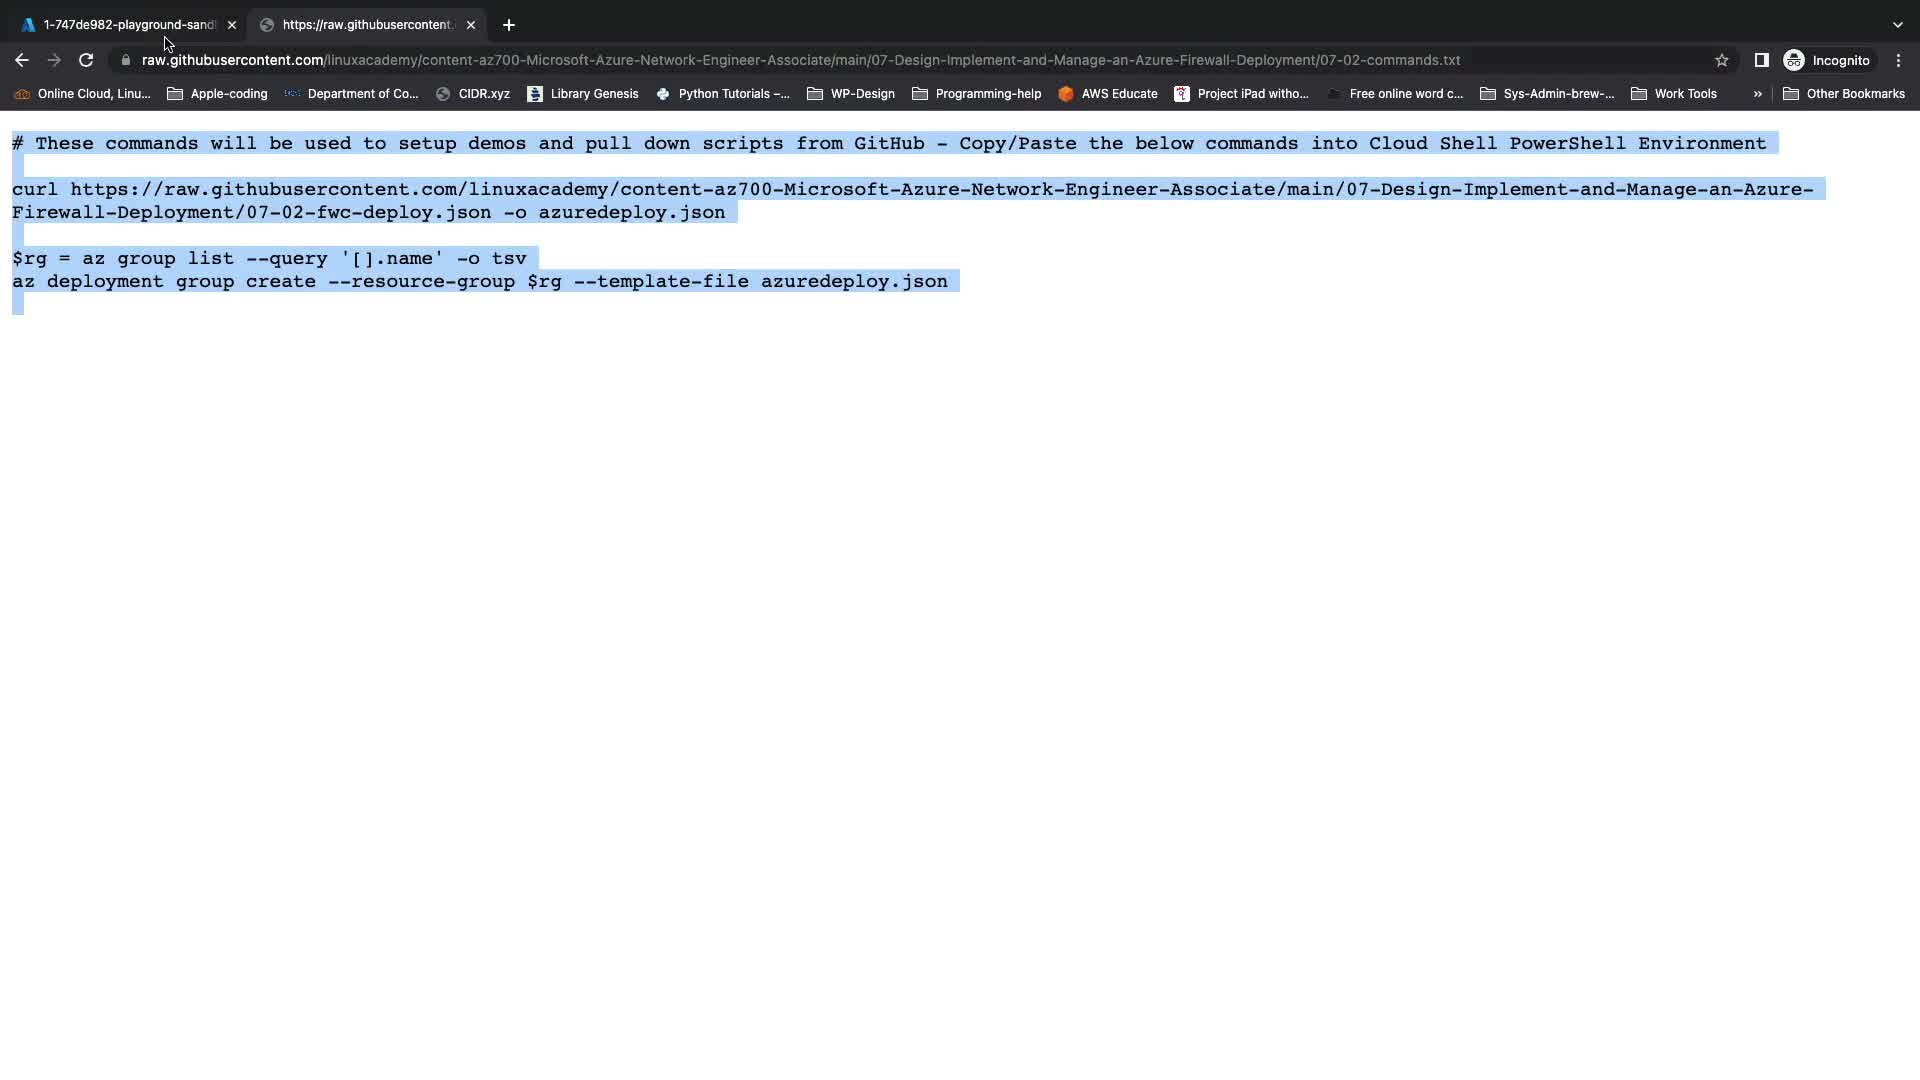 1-747de982-playground-sand
https://raw.githubusercontent.
raw.githubusercontent.com/linuxacademy/content-az700-Microsoft-Azure-Network-Engineer-Associate/main/07-Design-Implement-and-Manage-an-Azure-Firewall-Deployment/07-02-commands.txt
Incognito
Online Cloud, Linu... Apple-coding Department of Co... CIDR.xyz Library Genesis Python Tutorials –... WP-Design Programming-help AWS Educate Project iPad witho... Free online word c... Sys-Admin-brew-... Work Tools » Other Bookmarks
# These commands will be used to setup demos and pull down scripts from GitHub - Copy/Paste the below commands into Cloud Shell PowerShell Environment
curl https://raw.githubusercontent.com/linuxacademy/content-az700-Microsoft-Azure-Network-Engineer-Associate/main/07-Design-Implement-and-Manage-an-Azure-
Firewall-Deployment/07-02-fwc-deploy.json -o azuredeploy.json
$rg = az group list --query '[].name' -o tsv
az deployment group create --resource-group $rg --template-file azuredeploy.json